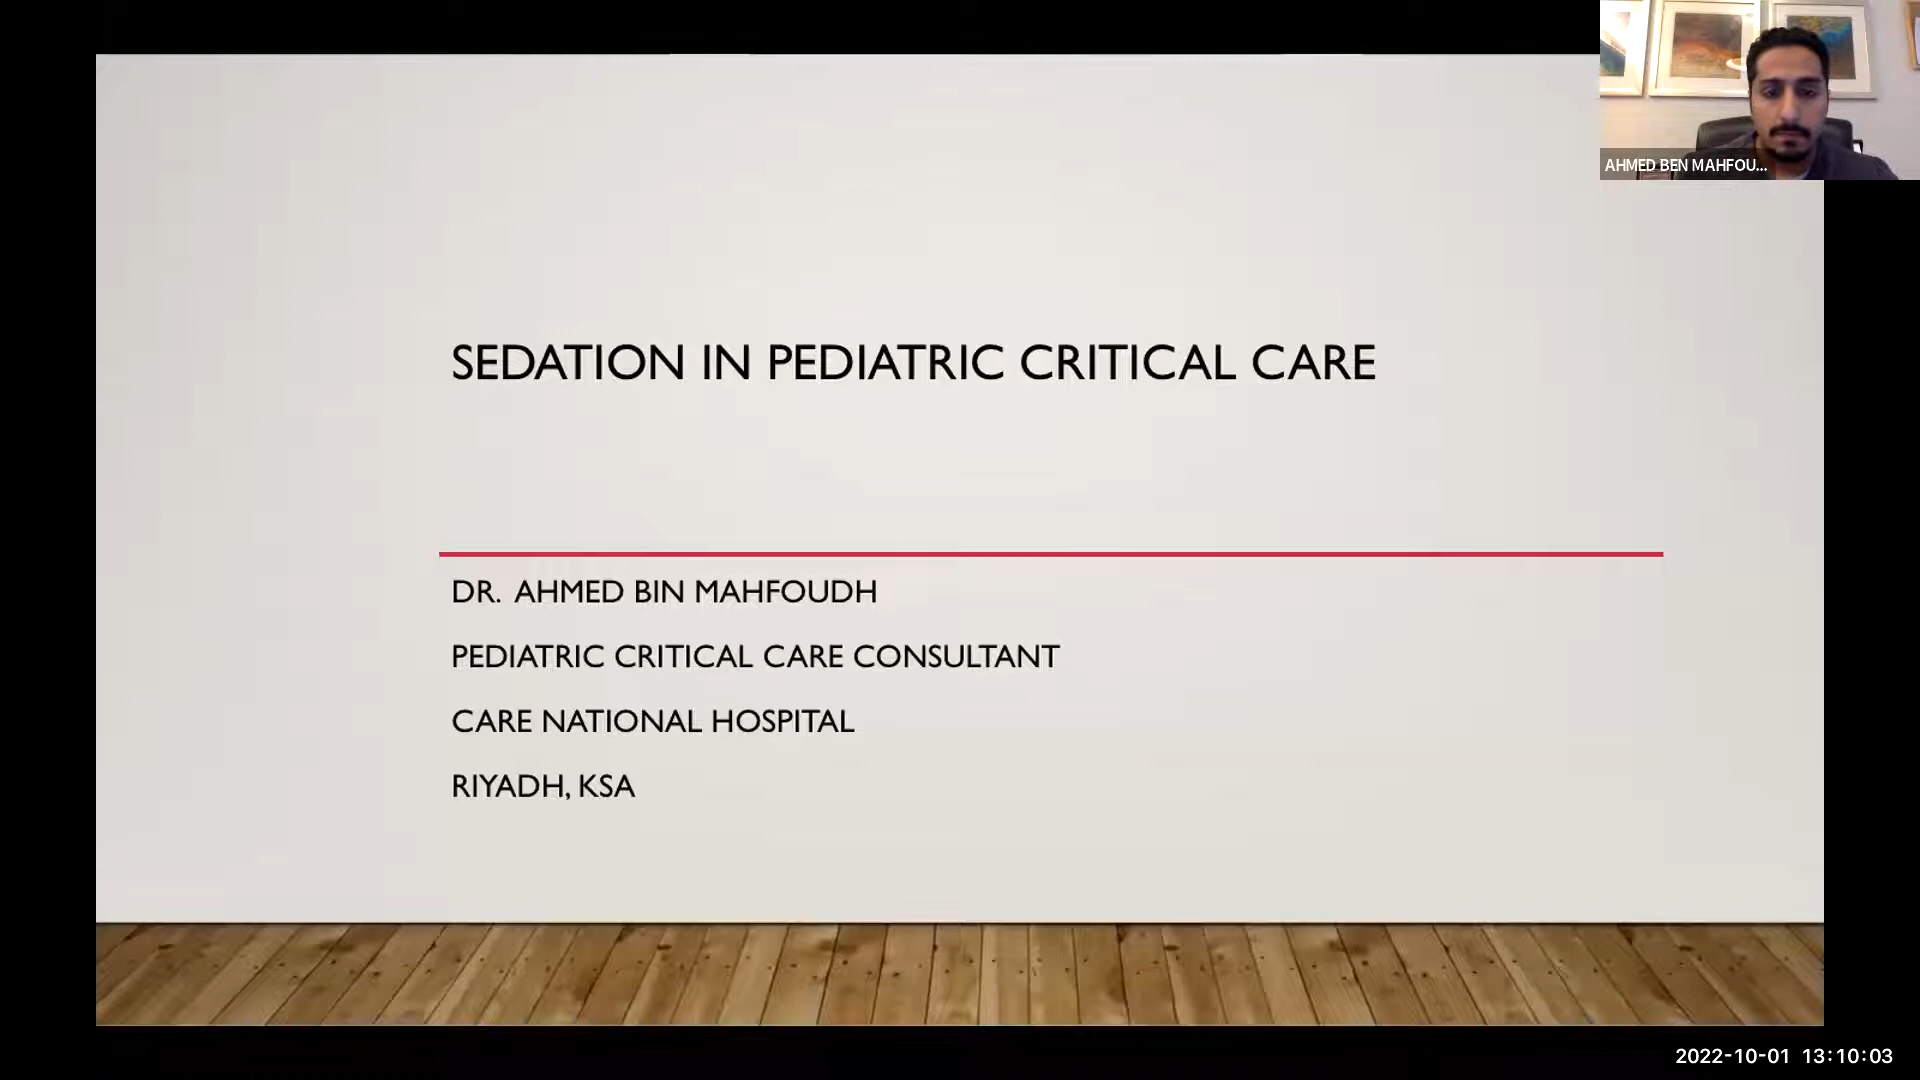 AHMED BEN MAHFOU...
SEDATION IN PEDIATRIC CRITICAL CARE
DR. AHMED BIN MAHFOUDH
PEDIATRIC CRITICAL CARE CONSULTANT
CARE NATIONAL HOSPITAL
RIYADH, KSA
2022-10-01 13:10:03